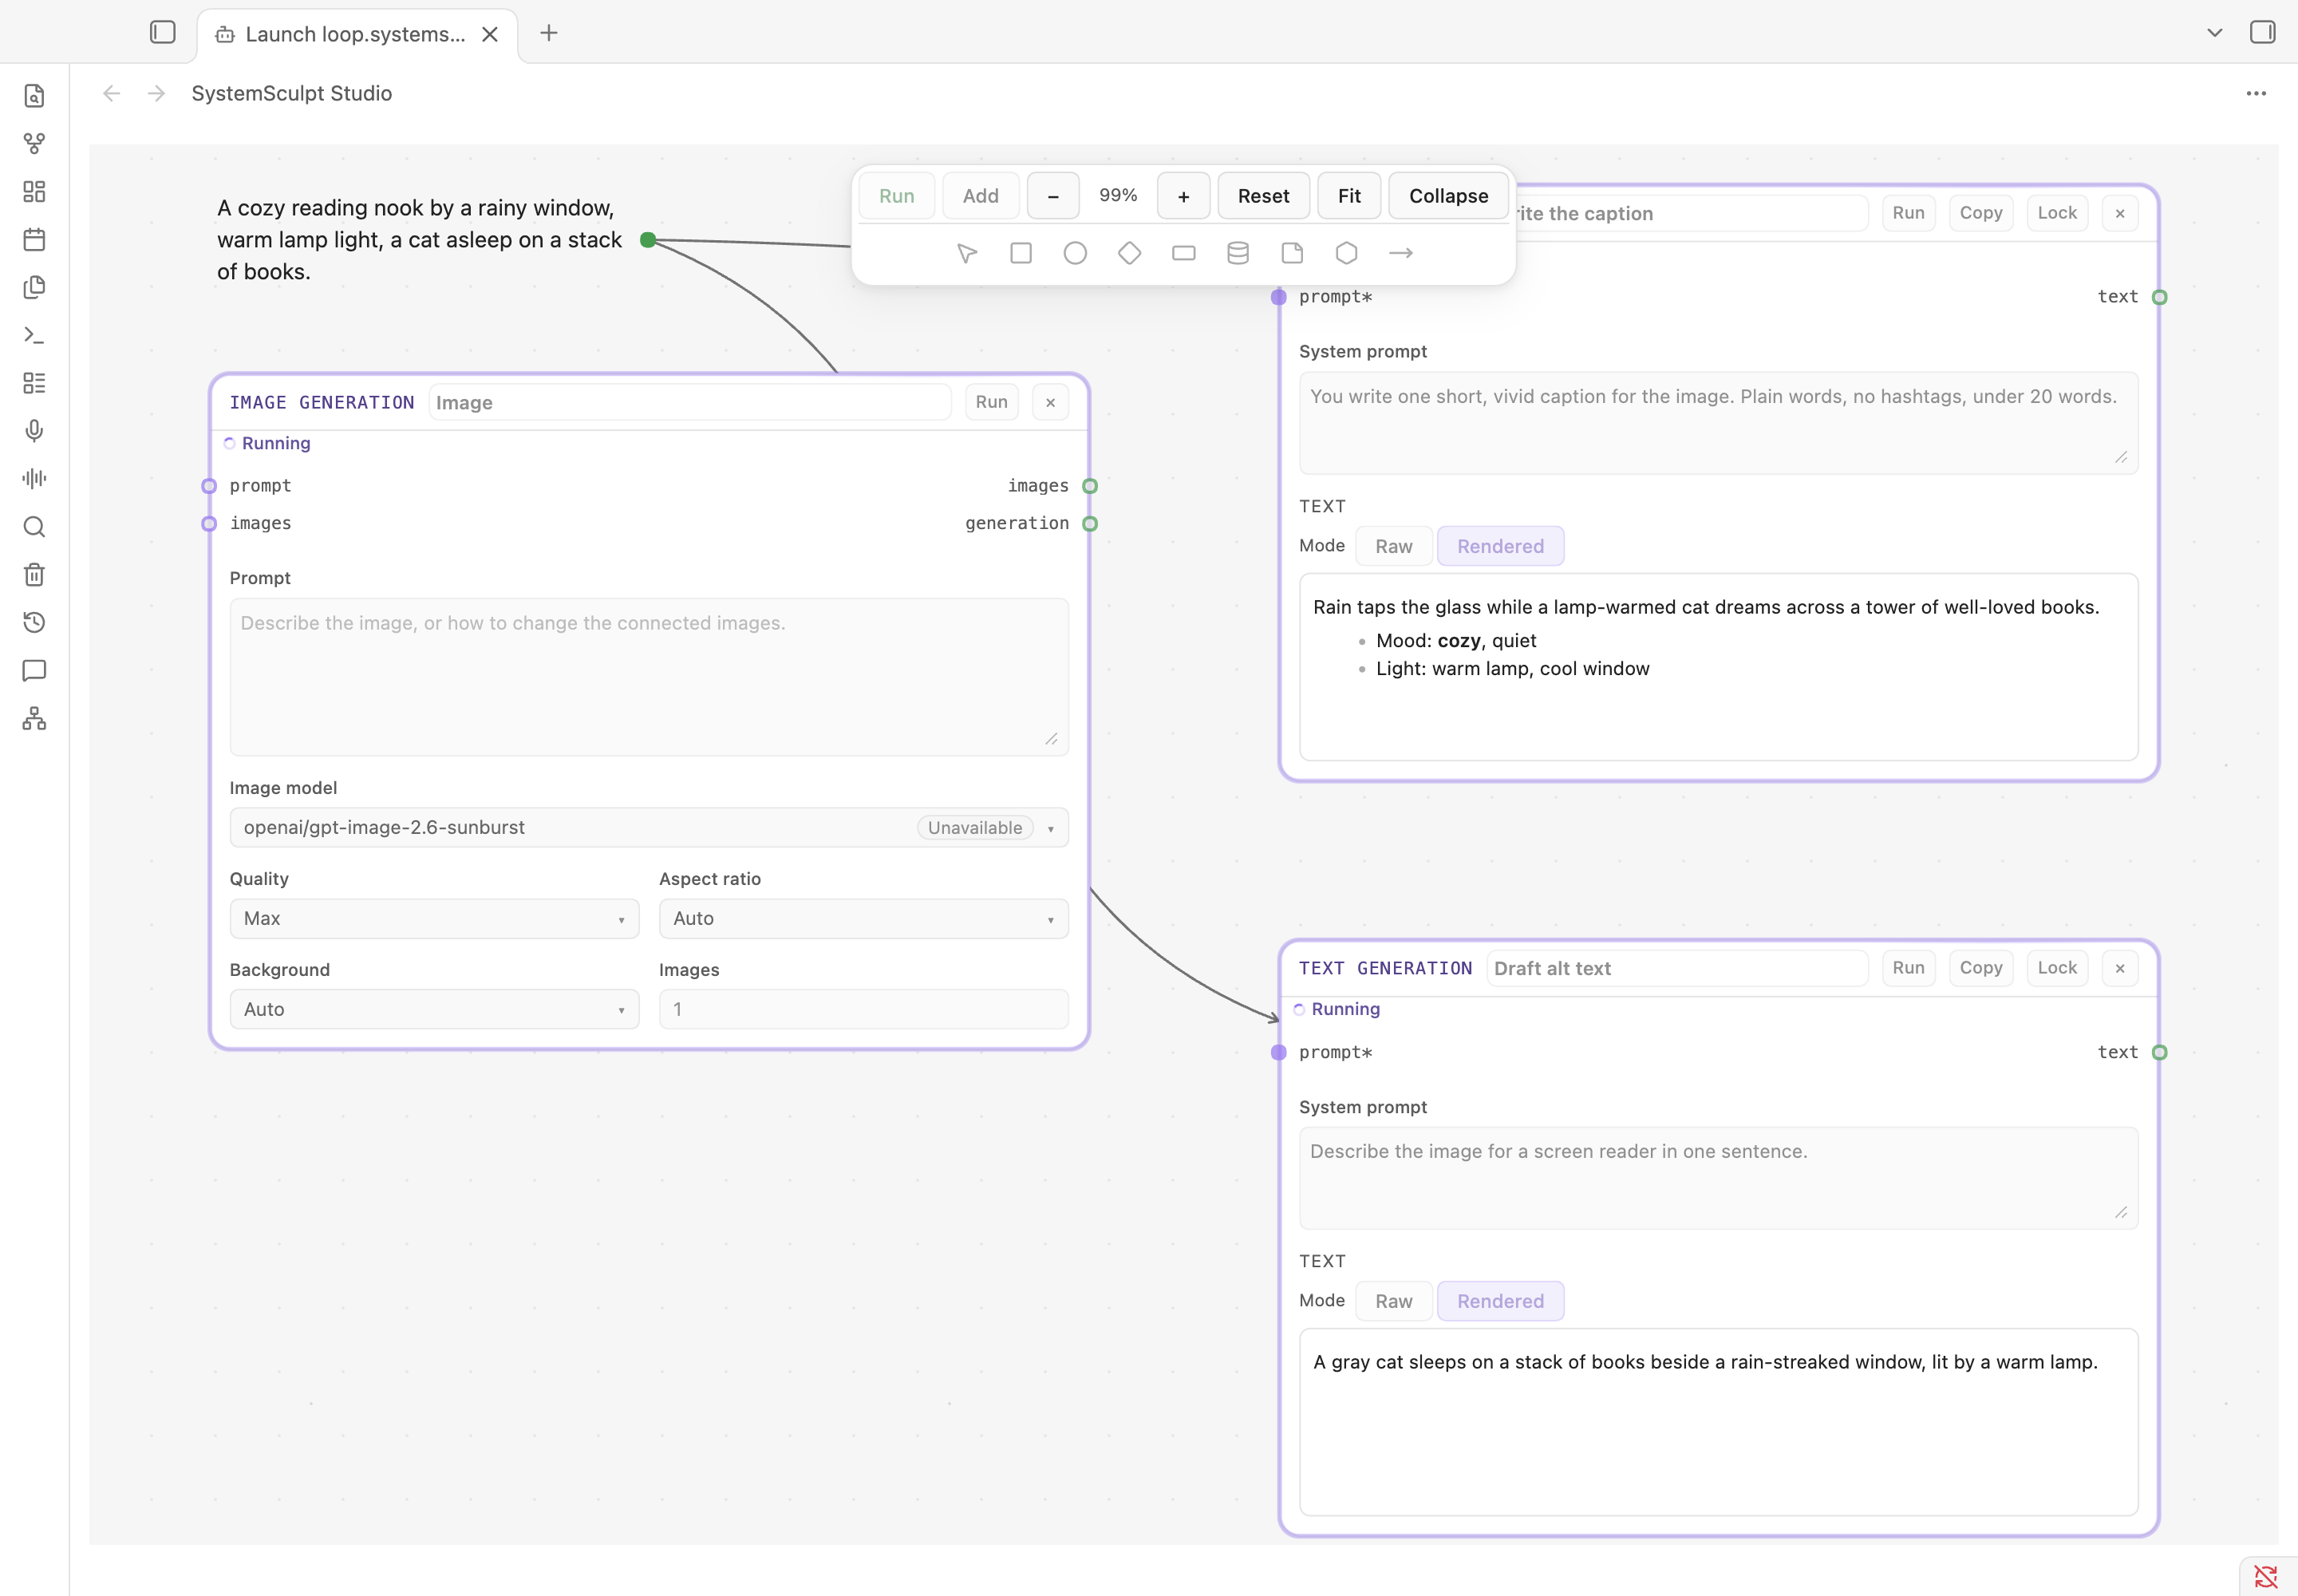 Launch loop.systems...
SystemSculpt Studio
A cozy reading nook by a rainy window,
warm lamp light, a cat asleep on a stack
of books.
Run Add − 99% + Reset Fit Collapse
the caption Run Copy Lock ×
prompt* text
System prompt
You write one short, vivid caption for the image. Plain words, no hashtags, under 20 words.
TEXT
Mode Raw Rendered
Rain taps the glass while a lamp-warmed cat dreams across a tower of well-loved books.
• Mood: cozy, quiet
• Light: warm lamp, cool window
IMAGE GENERATION Image Run ×
Running
prompt images
images generation
Prompt
Describe the image, or how to change the connected images.
Image model
openai/gpt-image-2.6-sunburst Unavailable
Quality Aspect ratio
Max Auto
Background Images
Auto 1
TEXT GENERATION Draft alt text Run Copy Lock ×
Running
prompt* text
System prompt
Describe the image for a screen reader in one sentence.
TEXT
Mode Raw Rendered
A gray cat sleeps on a stack of books beside a rain-streaked window, lit by a warm lamp.